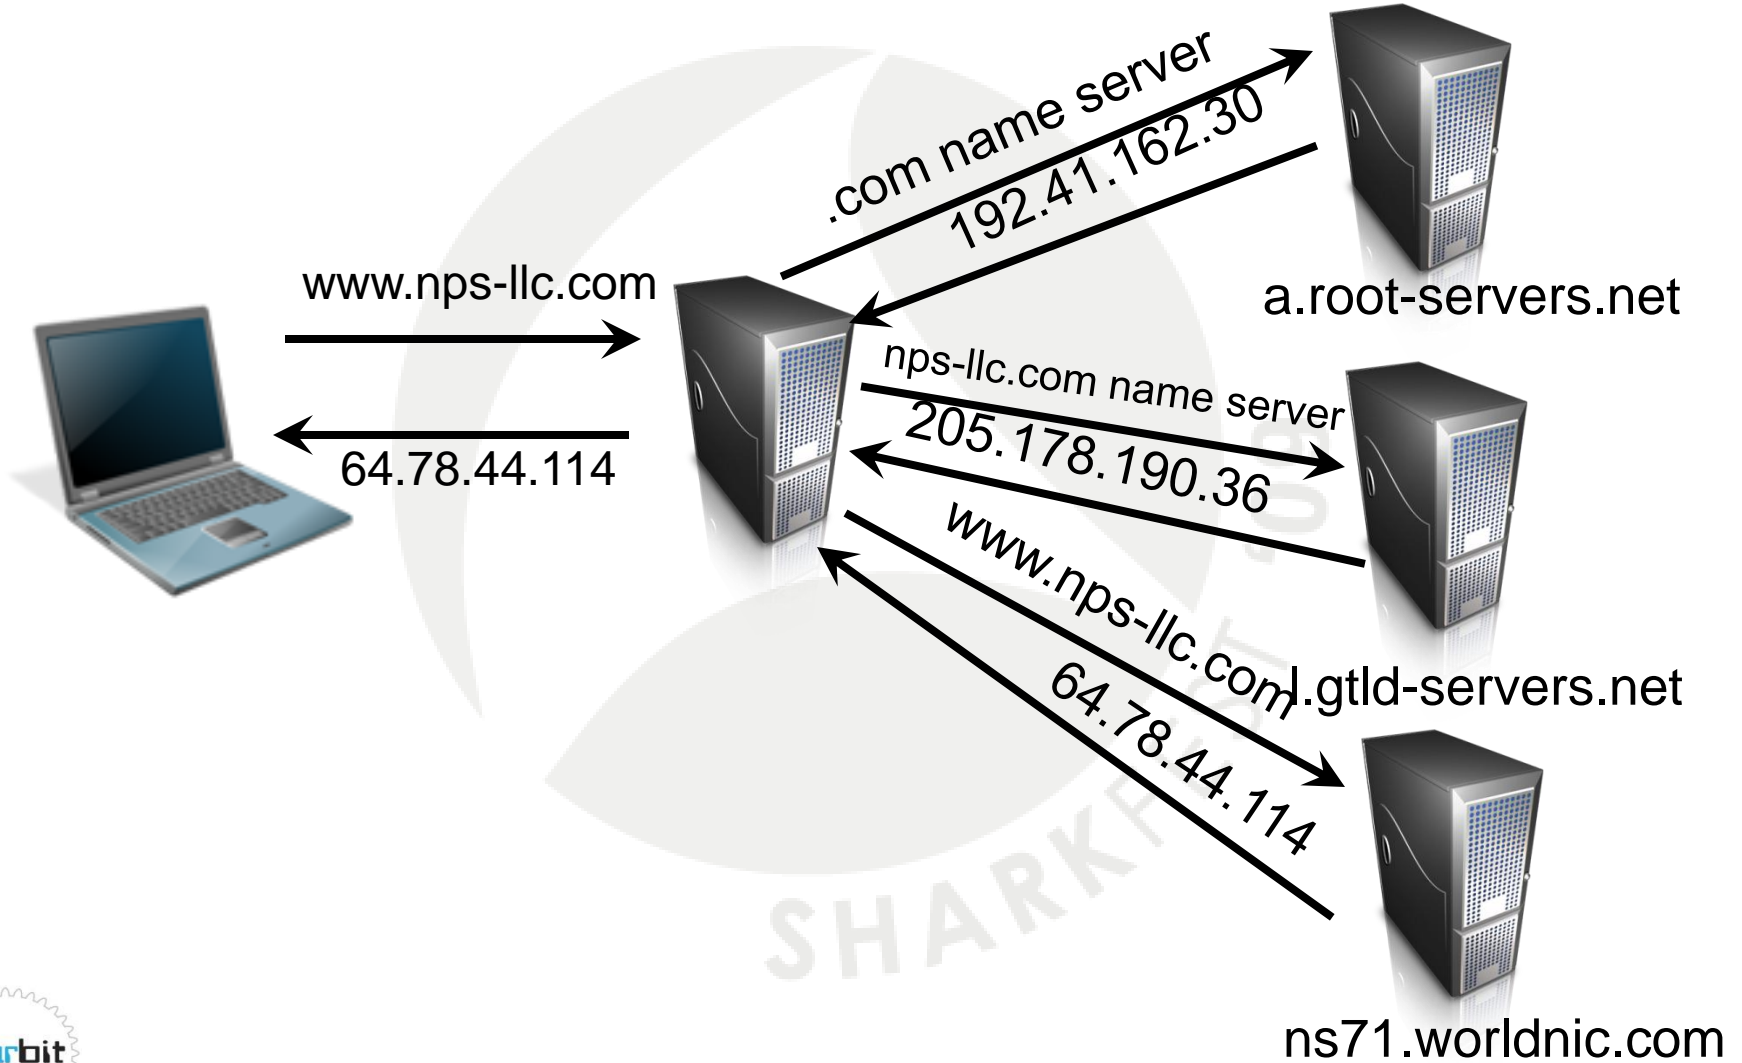 .com name server
192.41.162.30
a.root-servers.net
www.nps-llc.com
64.78.44.114
nps-llc.com name server
205.178.190.36
l.gtld-servers.net
www.nps-llc.com
64.78.44.114
ns71.worldnic.com
SHARKFEST '09